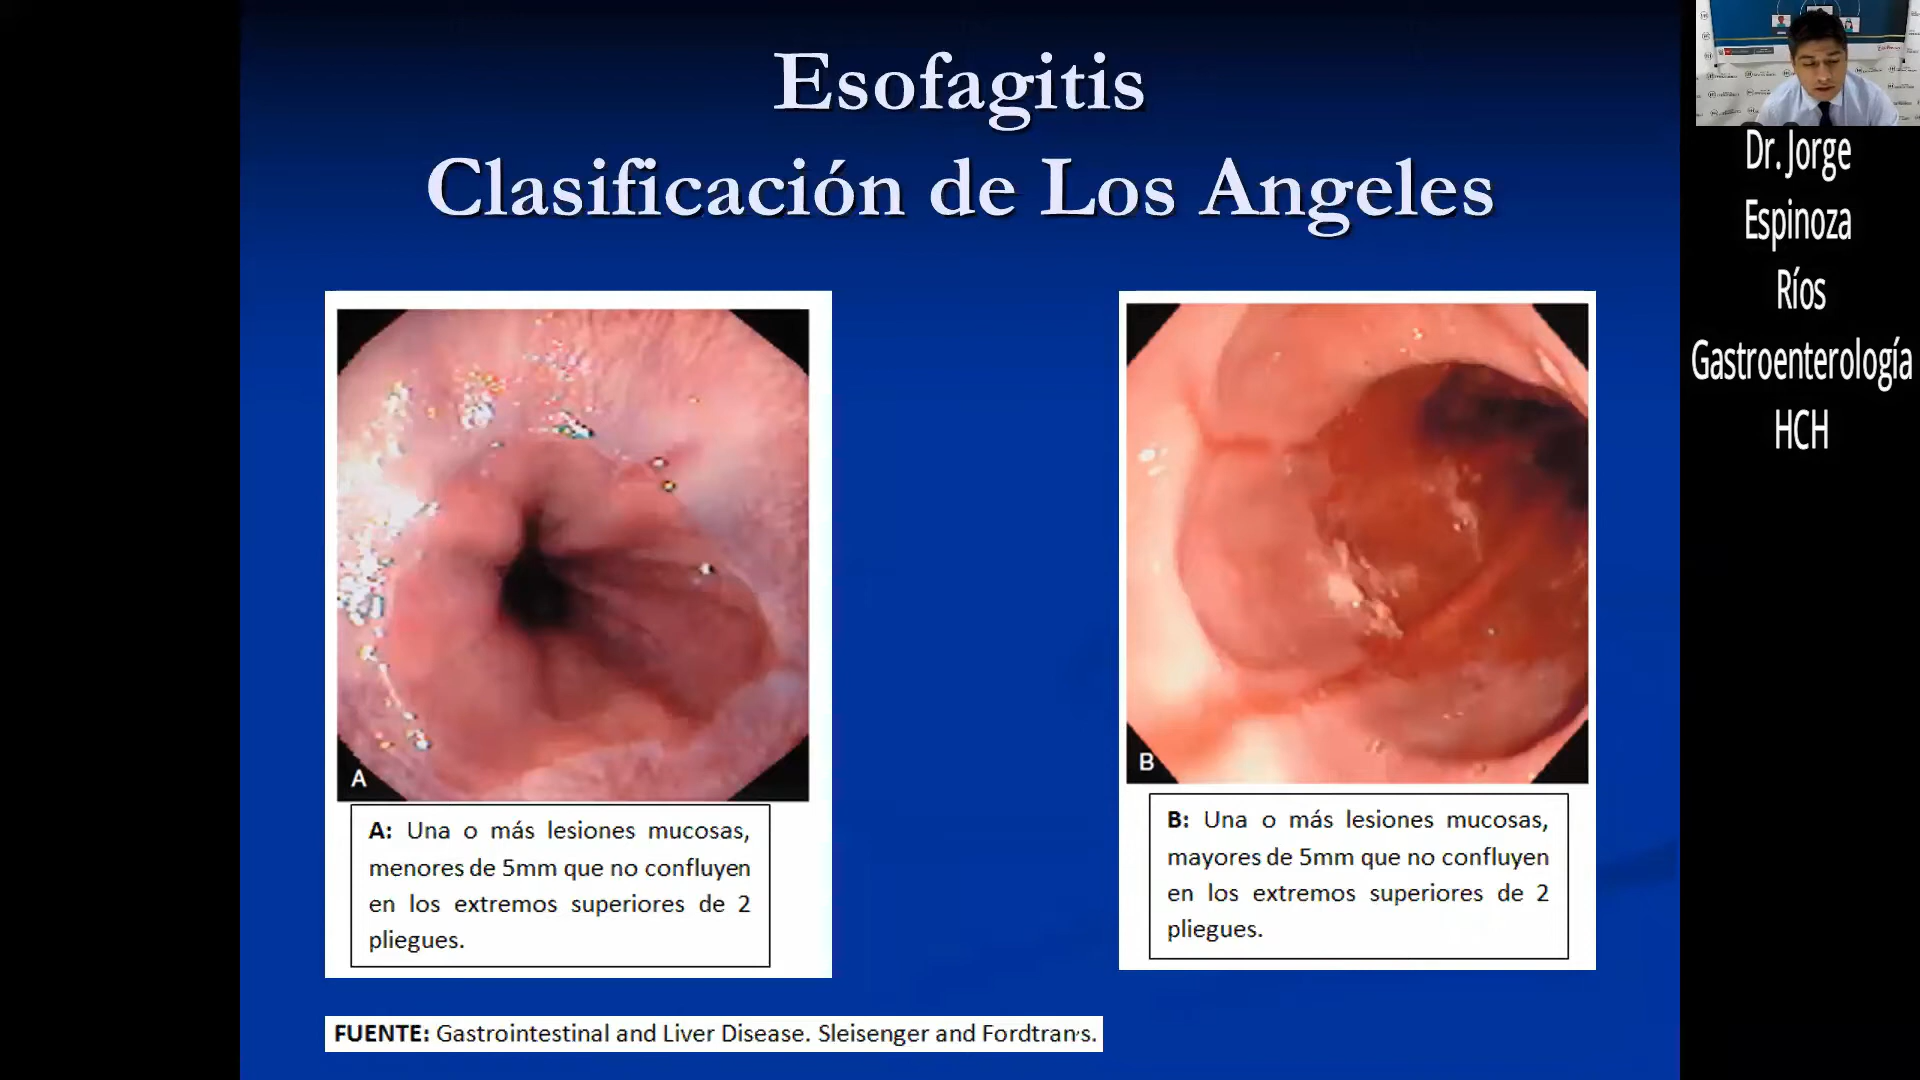 Esofagitis
Clasificación de Los Angeles
A
A: Una o más lesiones mucosas,
menores de 5mm que no confluyen
en los extremos superiores de 2
pliegues.
B
B: Una o más lesiones mucosas,
mayores de 5mm que no confluyen
en los extremos superiores de 2
pliegues.
FUENTE: Gastrointestinal and Liver Disease. Sleisenger and Fordtran's.
Dr. Jorge
Espinoza
Ríos
Gastroenterología
HCH